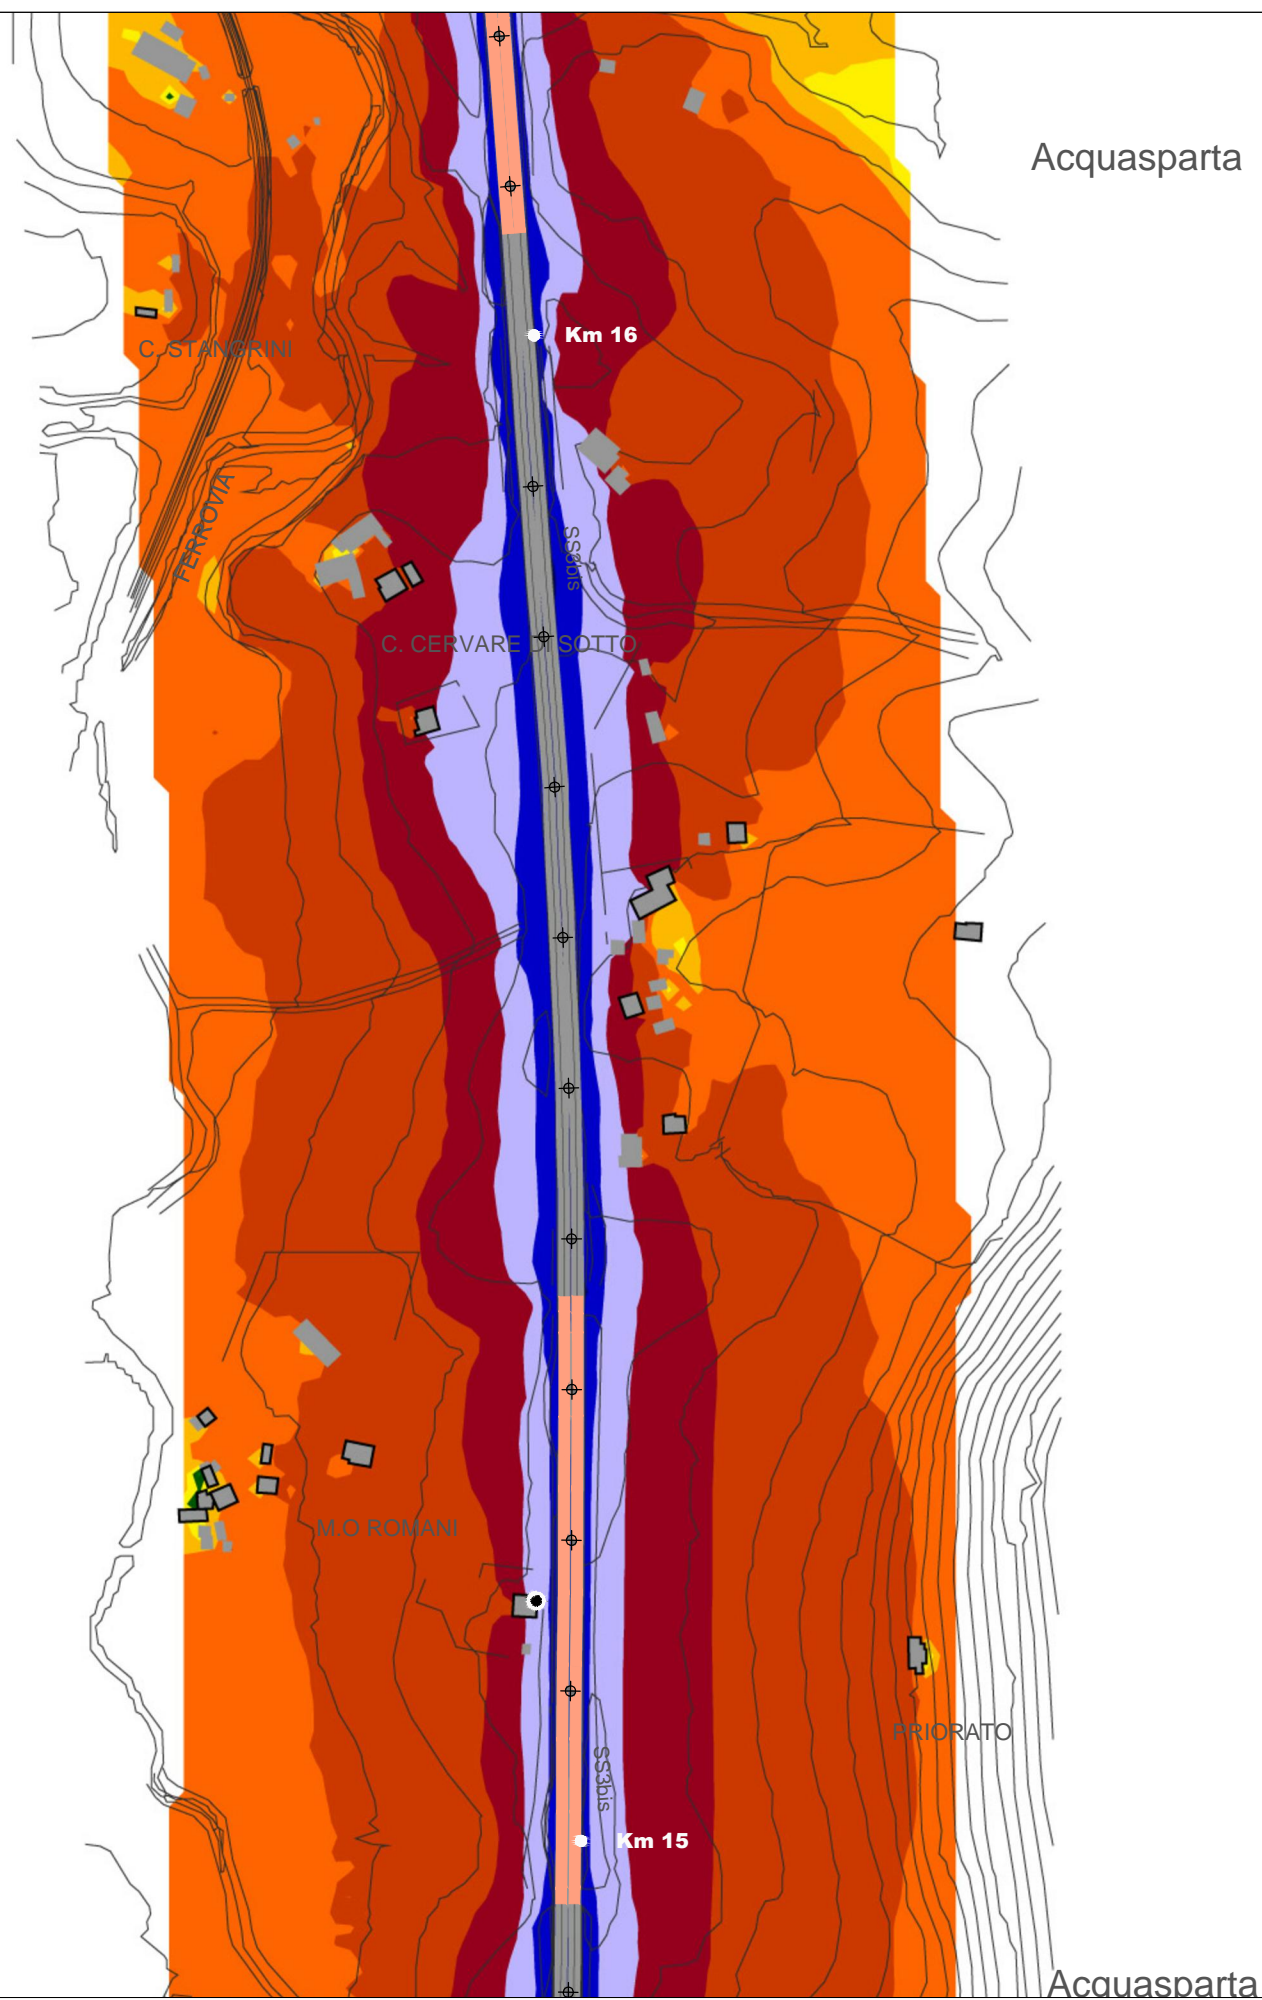 Acquasparta
Km 16
C. STANGRINI
FERROVIA
SS3bis
C. CERVARE DI SOTTO
M.O ROMANI
PRIORATO
SS3bis
Km 15
Acquasparta